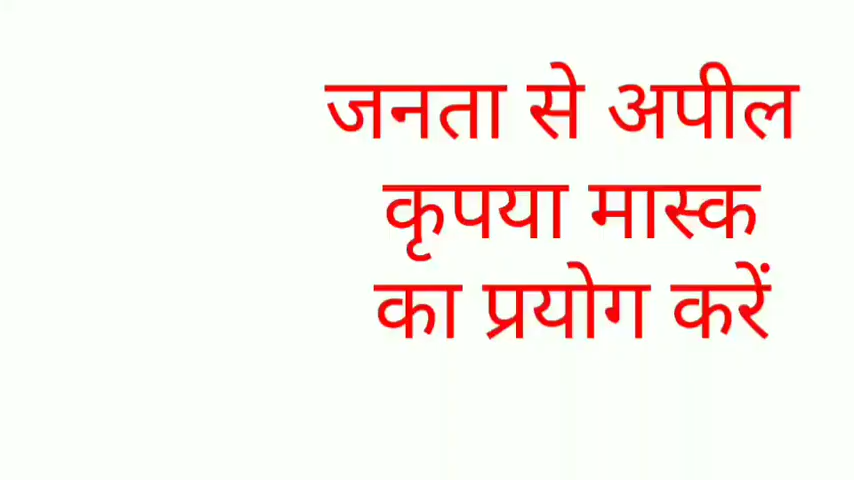 जनता से अपील
कृपया मास्क
का प्रयोग करें